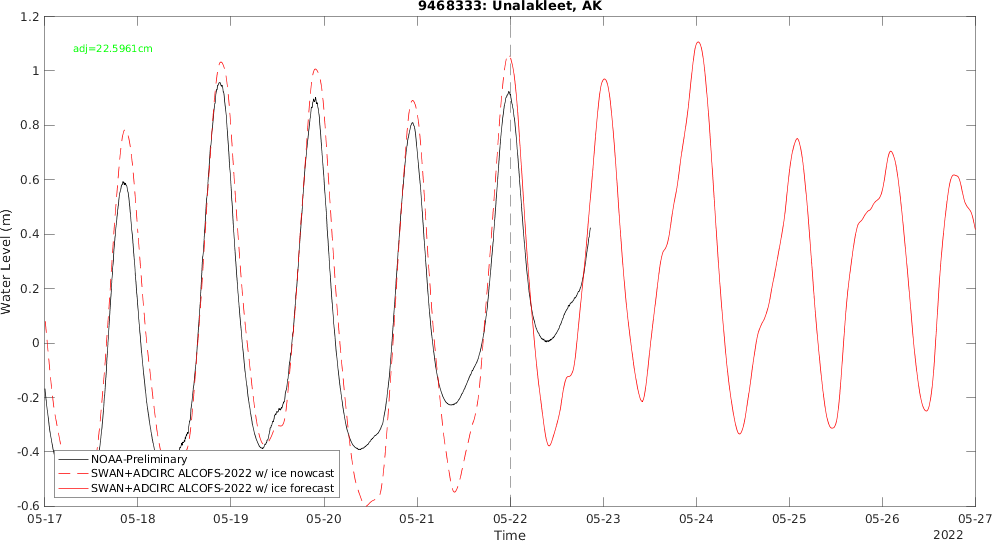 9468333: Unalakleet, AK
adj=22.5961cm
Water Level (m)
1.2
1
0.8
0.6
0.4
0.2
0
-0.2
-0.4
-0.6
NOAA-Preliminary
SWAN+ADCIRC ALCOFS-2022 w/ ice nowcast
SWAN+ADCIRC ALCOFS-2022 w/ ice forecast
05-17 05-18 05-19 05-20 05-21 05-22 05-23 05-24 05-25 05-26 05-27
2022
Time